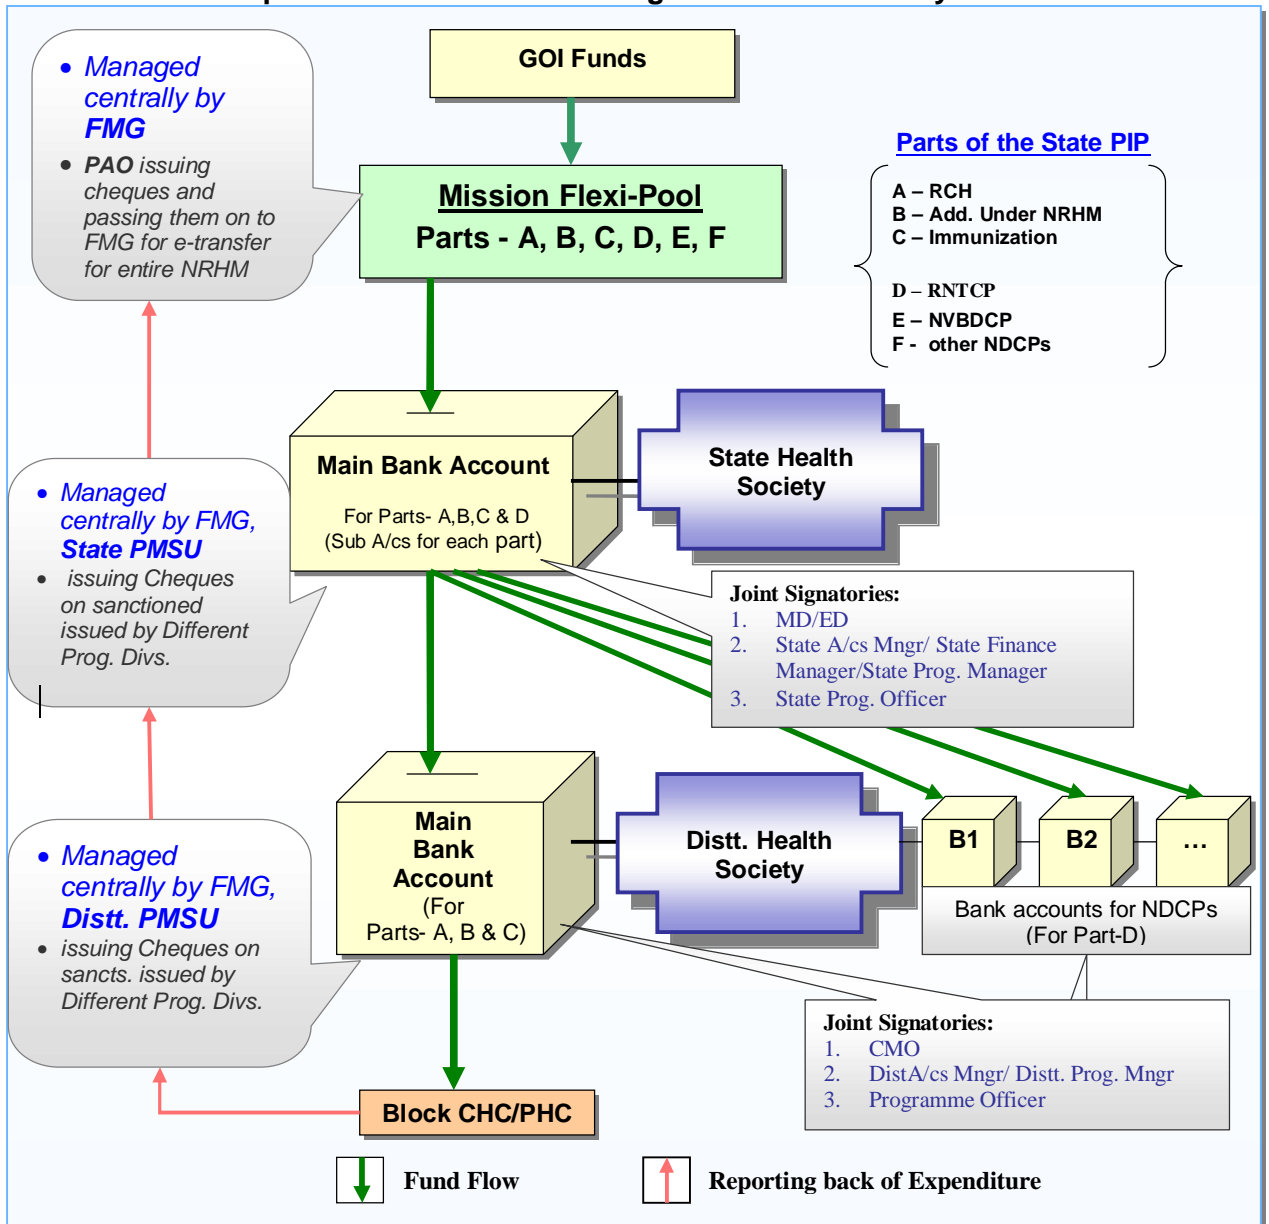 GOI Funds
• Managed
centrally by
FMG
• PAO issuing
cheques and
passing them on to
FMG for e-transfer
for entire NRHM
Mission Flexi-Pool
Parts - A, B, C, D, E, F
Parts of the State PIP
A – RCH
B – Add. Under NRHM
C – Immunization
D – RNTCP
E – NVBDCP
F - other NDCPs
Main Bank Account
For Parts- A,B,C & D
(Sub A/cs for each part)
State Health
Society
• Managed
centrally by FMG,
State PMSU
• issuing Cheques
on sanctioned
issued by Different
Prog. Divs.
Joint Signatories:
1. MD/ED
2. State A/cs Mngr/ State Finance
Manager/State Prog. Manager
3. State Prog. Officer
Main
Bank
Account
(For
Parts- A, B & C)
Distt. Health
Society
B1
B2
...
Bank accounts for NDCPs
(For Part-D)
• Managed
centrally by FMG,
Distt. PMSU
• issuing Cheques on
sancts. issued by
Different Prog. Divs.
Joint Signatories:
1. CMO
2. DistA/cs Mngr/ Distt. Prog. Mngr
3. Programme Officer
Block CHC/PHC
Fund Flow
Reporting back of Expenditure